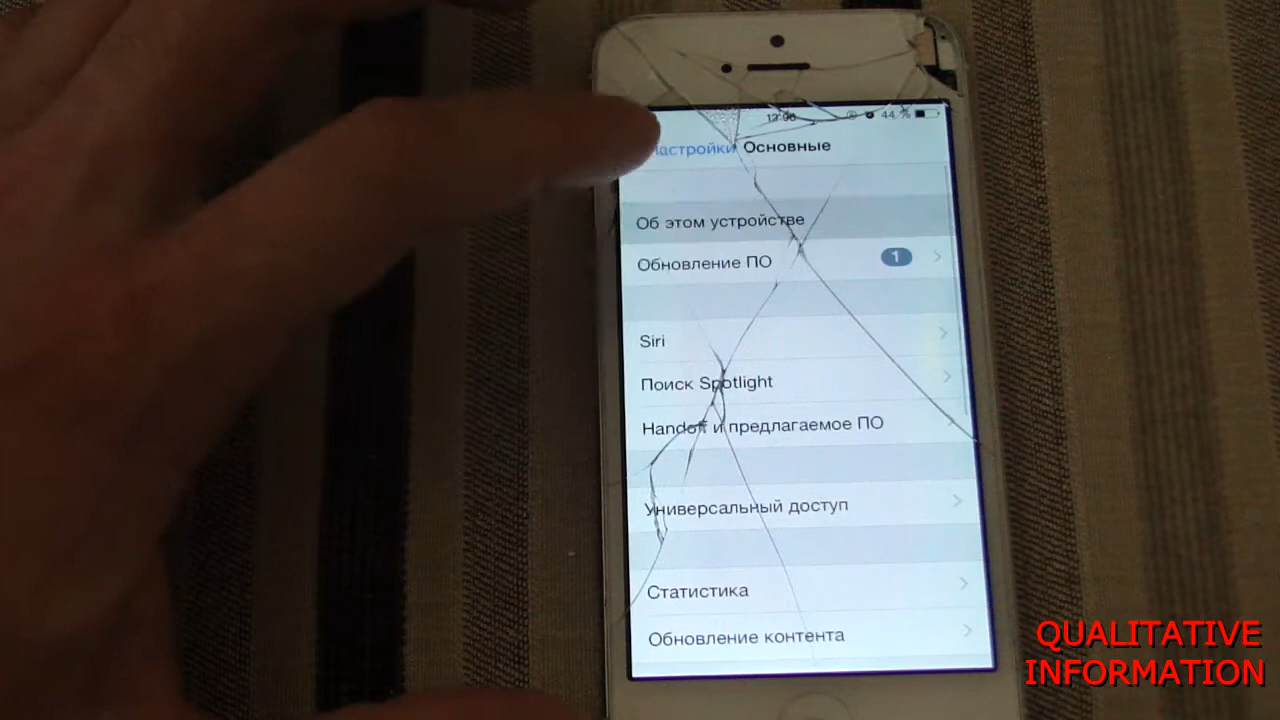 44 %
Настройки Основные
Об этом устройстве
Обновление ПО 1
Siri
Поиск Spotlight
Handoff и предлагаемое ПО
Универсальный доступ
Статистика
Обновление контента
QUALITATIVE
INFORMATION